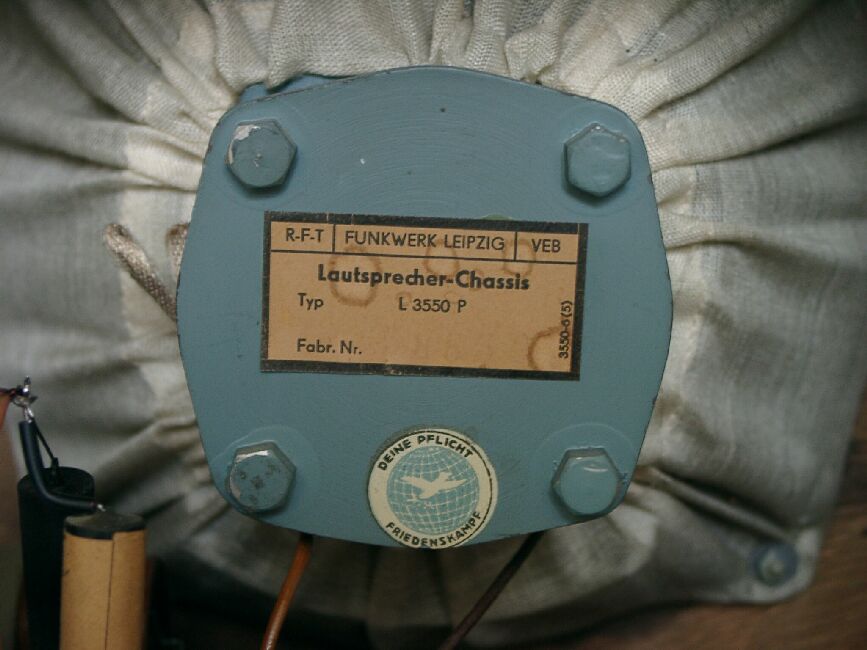 R-F-T FUNKWERK LEIPZIG VEB
Lautsprecher-Chassis
Typ L 3550 P
Fabr. Nr.
3550-6 (5)
DEINE PFLICHT
FRIEDENSKAMPF